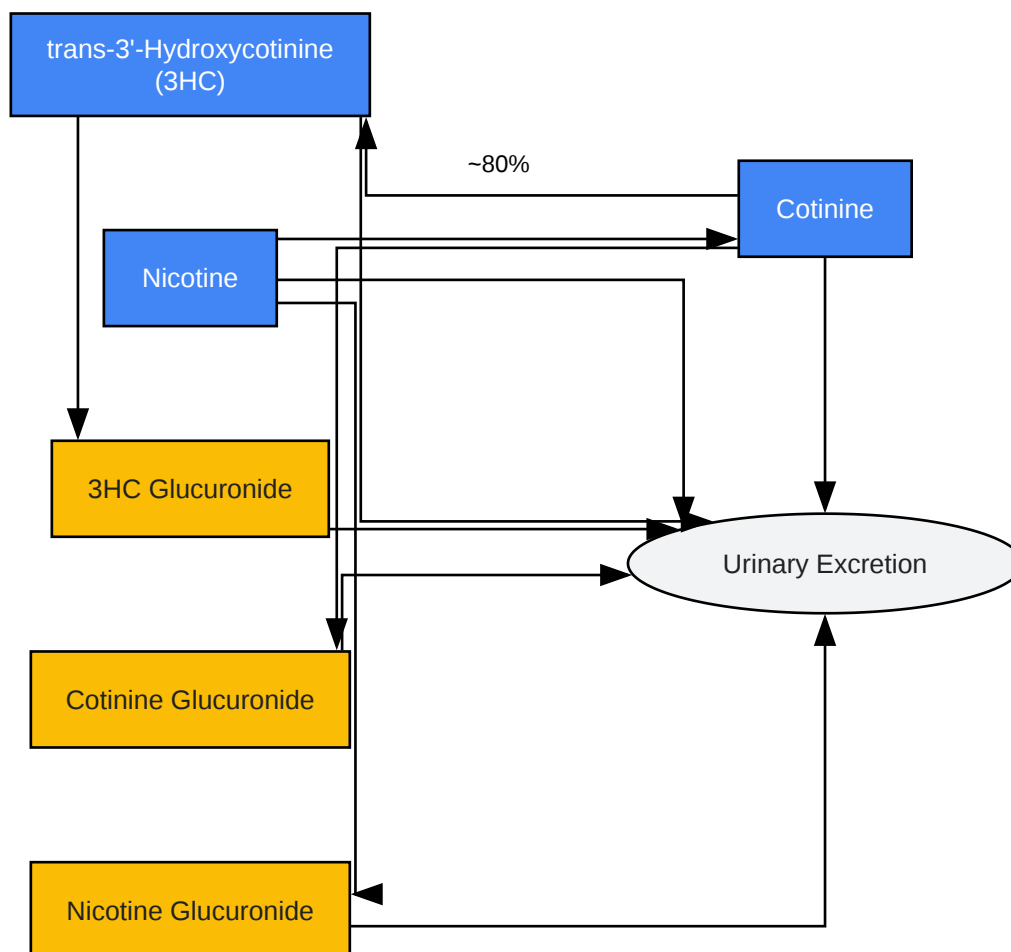 trans-3'-Hydroxycotinine
(3HC)
~80%
Cotinine
Nicotine
3HC Glucuronide
Urinary Excretion
Cotinine Glucuronide
Nicotine Glucuronide